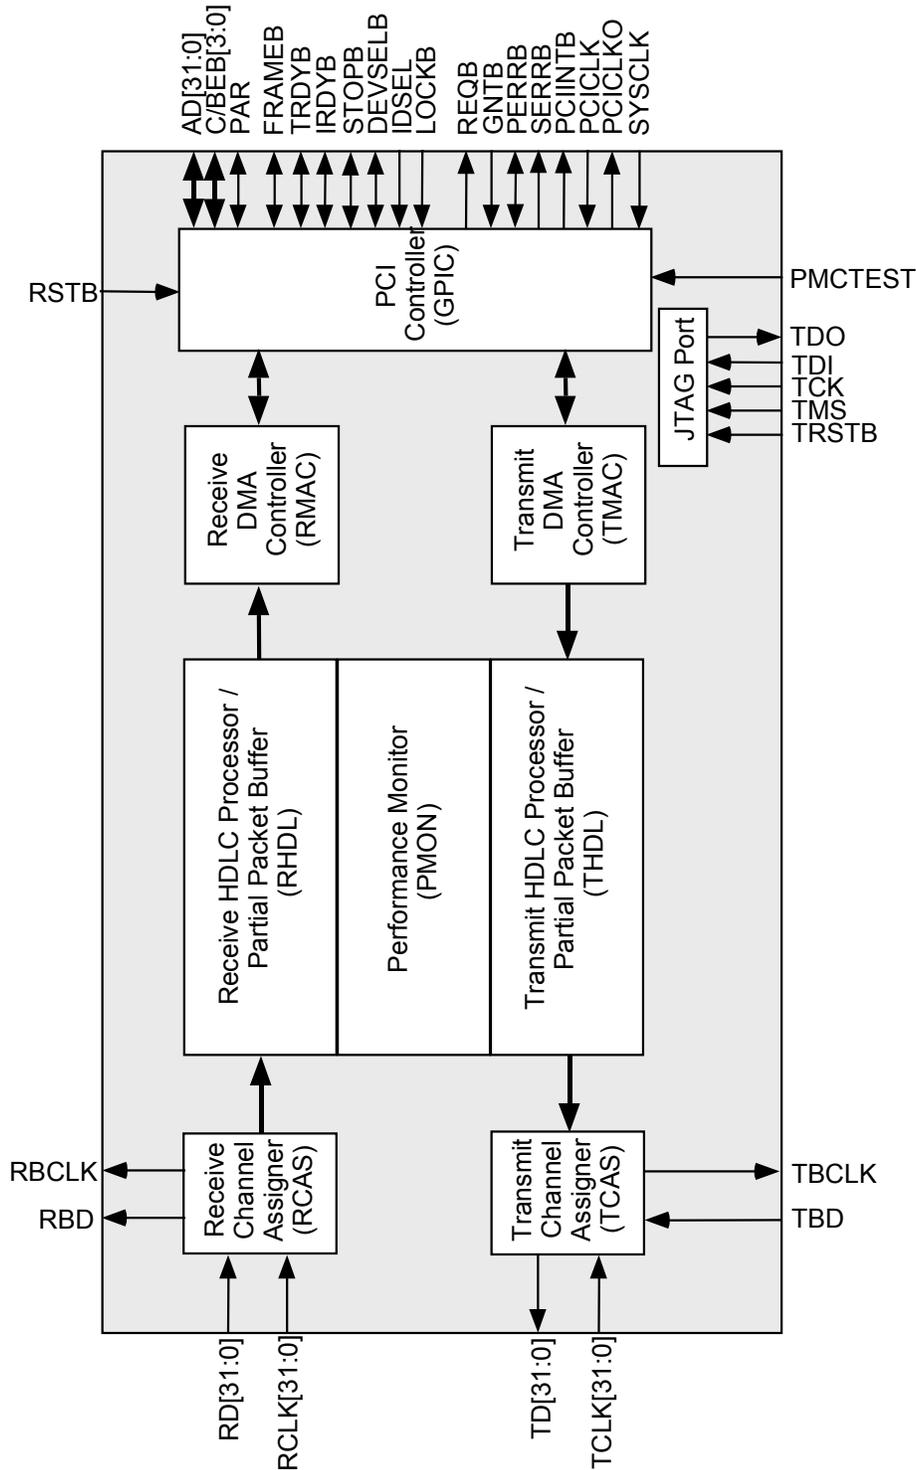 AD[31:0]
C/BEB[3:0]
PAR
FRAMEB
TRDYB
IRDYB
STOPB
DEVSELB
IDSEL
LOCKB
REQB
GNTB
PERRB
SERRB
PCIINTB
PCICLK
PCICLKO
SYSCLK
RSTB
PCI
Controller
(GPIC)
PMCTEST
JTAG Port
TDO
TDI
TCK
TMS
TRSTB
Receive
DMA
Controller
(RMAC)
Transmit
DMA
Controller
(TMAC)
Receive HDLC Processor /
Partial Packet Buffer
(RHDL)
Performance Monitor
(PMON)
Transmit HDLC Processor /
Partial Packet Buffer
(THDL)
RBCLK
RBD
Receive
Channel
Assigner
(RCAS)
Transmit
Channel
Assigner
(TCAS)
TBCLK
TBD
RD[31:0]
RCLK[31:0]
TD[31:0]
TCLK[31:0]